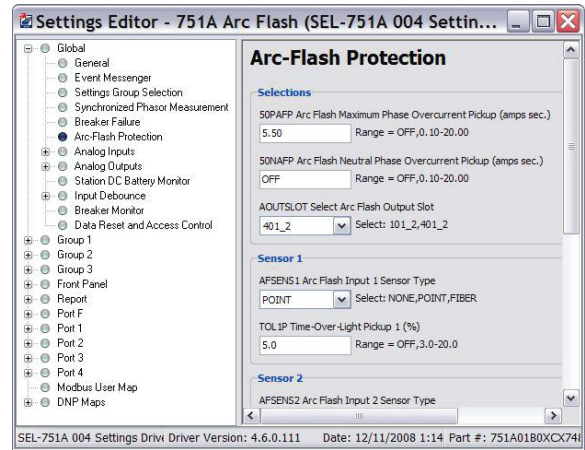 Settings Editor - 751A Arc Flash (SEL-751A 004 Settin...
Global
General
Event Messenger
Settings Group Selection
Synchronized Phasor Measurement
Breaker Failure
Arc-Flash Protection
Analog Inputs
Analog Outputs
Station DC Battery Monitor
Input Debounce
Breaker Monitor
Data Reset and Access Control
Group 1
Group 2
Group 3
Front Panel
Report
Port F
Port 1
Port 2
Port 3
Port 4
Modbus User Map
DNP Maps
Arc-Flash Protection
Selections
50PAFP Arc Flash Maximum Phase Overcurrent Pickup (amps sec.)
5.50 Range = OFF,0.10-20.00
50NAFP Arc Flash Neutral Phase Overcurrent Pickup (amps sec.)
OFF Range = OFF,0.10-20.00
AOUTSLOT Select Arc Flash Output Slot
401_2 Select: 101_2,401_2
Sensor 1
AFSENS1 Arc Flash Input 1 Sensor Type
POINT Select: NONE,POINT,FIBER
TOL1P Time-Over-Light Pickup 1 (%)
5.0 Range = OFF,3.0-20.0
Sensor 2
AFSENS2 Arc Flash Input 2 Sensor Type
SEL-751A 004 Settings Drive Driver Version: 4.6.0.111 Date: 12/11/2008 1:14 Part #: 751A01B0XCX748